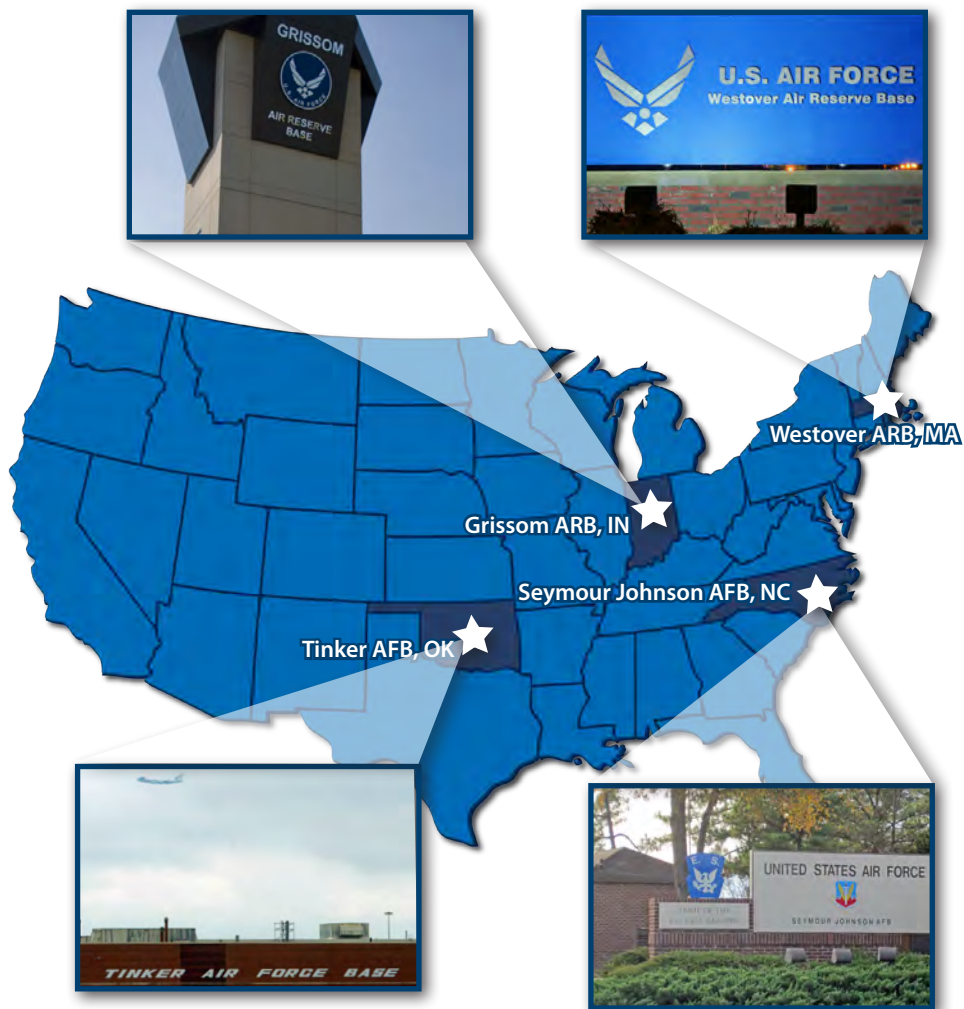 GRISSOM
U.S. AIR FORCE
AIR RESERVE
BASE
U.S. AIR FORCE
Westover Air Reserve Base
Westover ARB, MA
Grissom ARB, IN
Seymour Johnson AFB, NC
Tinker AFB, OK
TINKER AIR FORCE BASE
E. S.
UNITED STATES AIR FORCE
SEYMOUR JOHNSON AFB